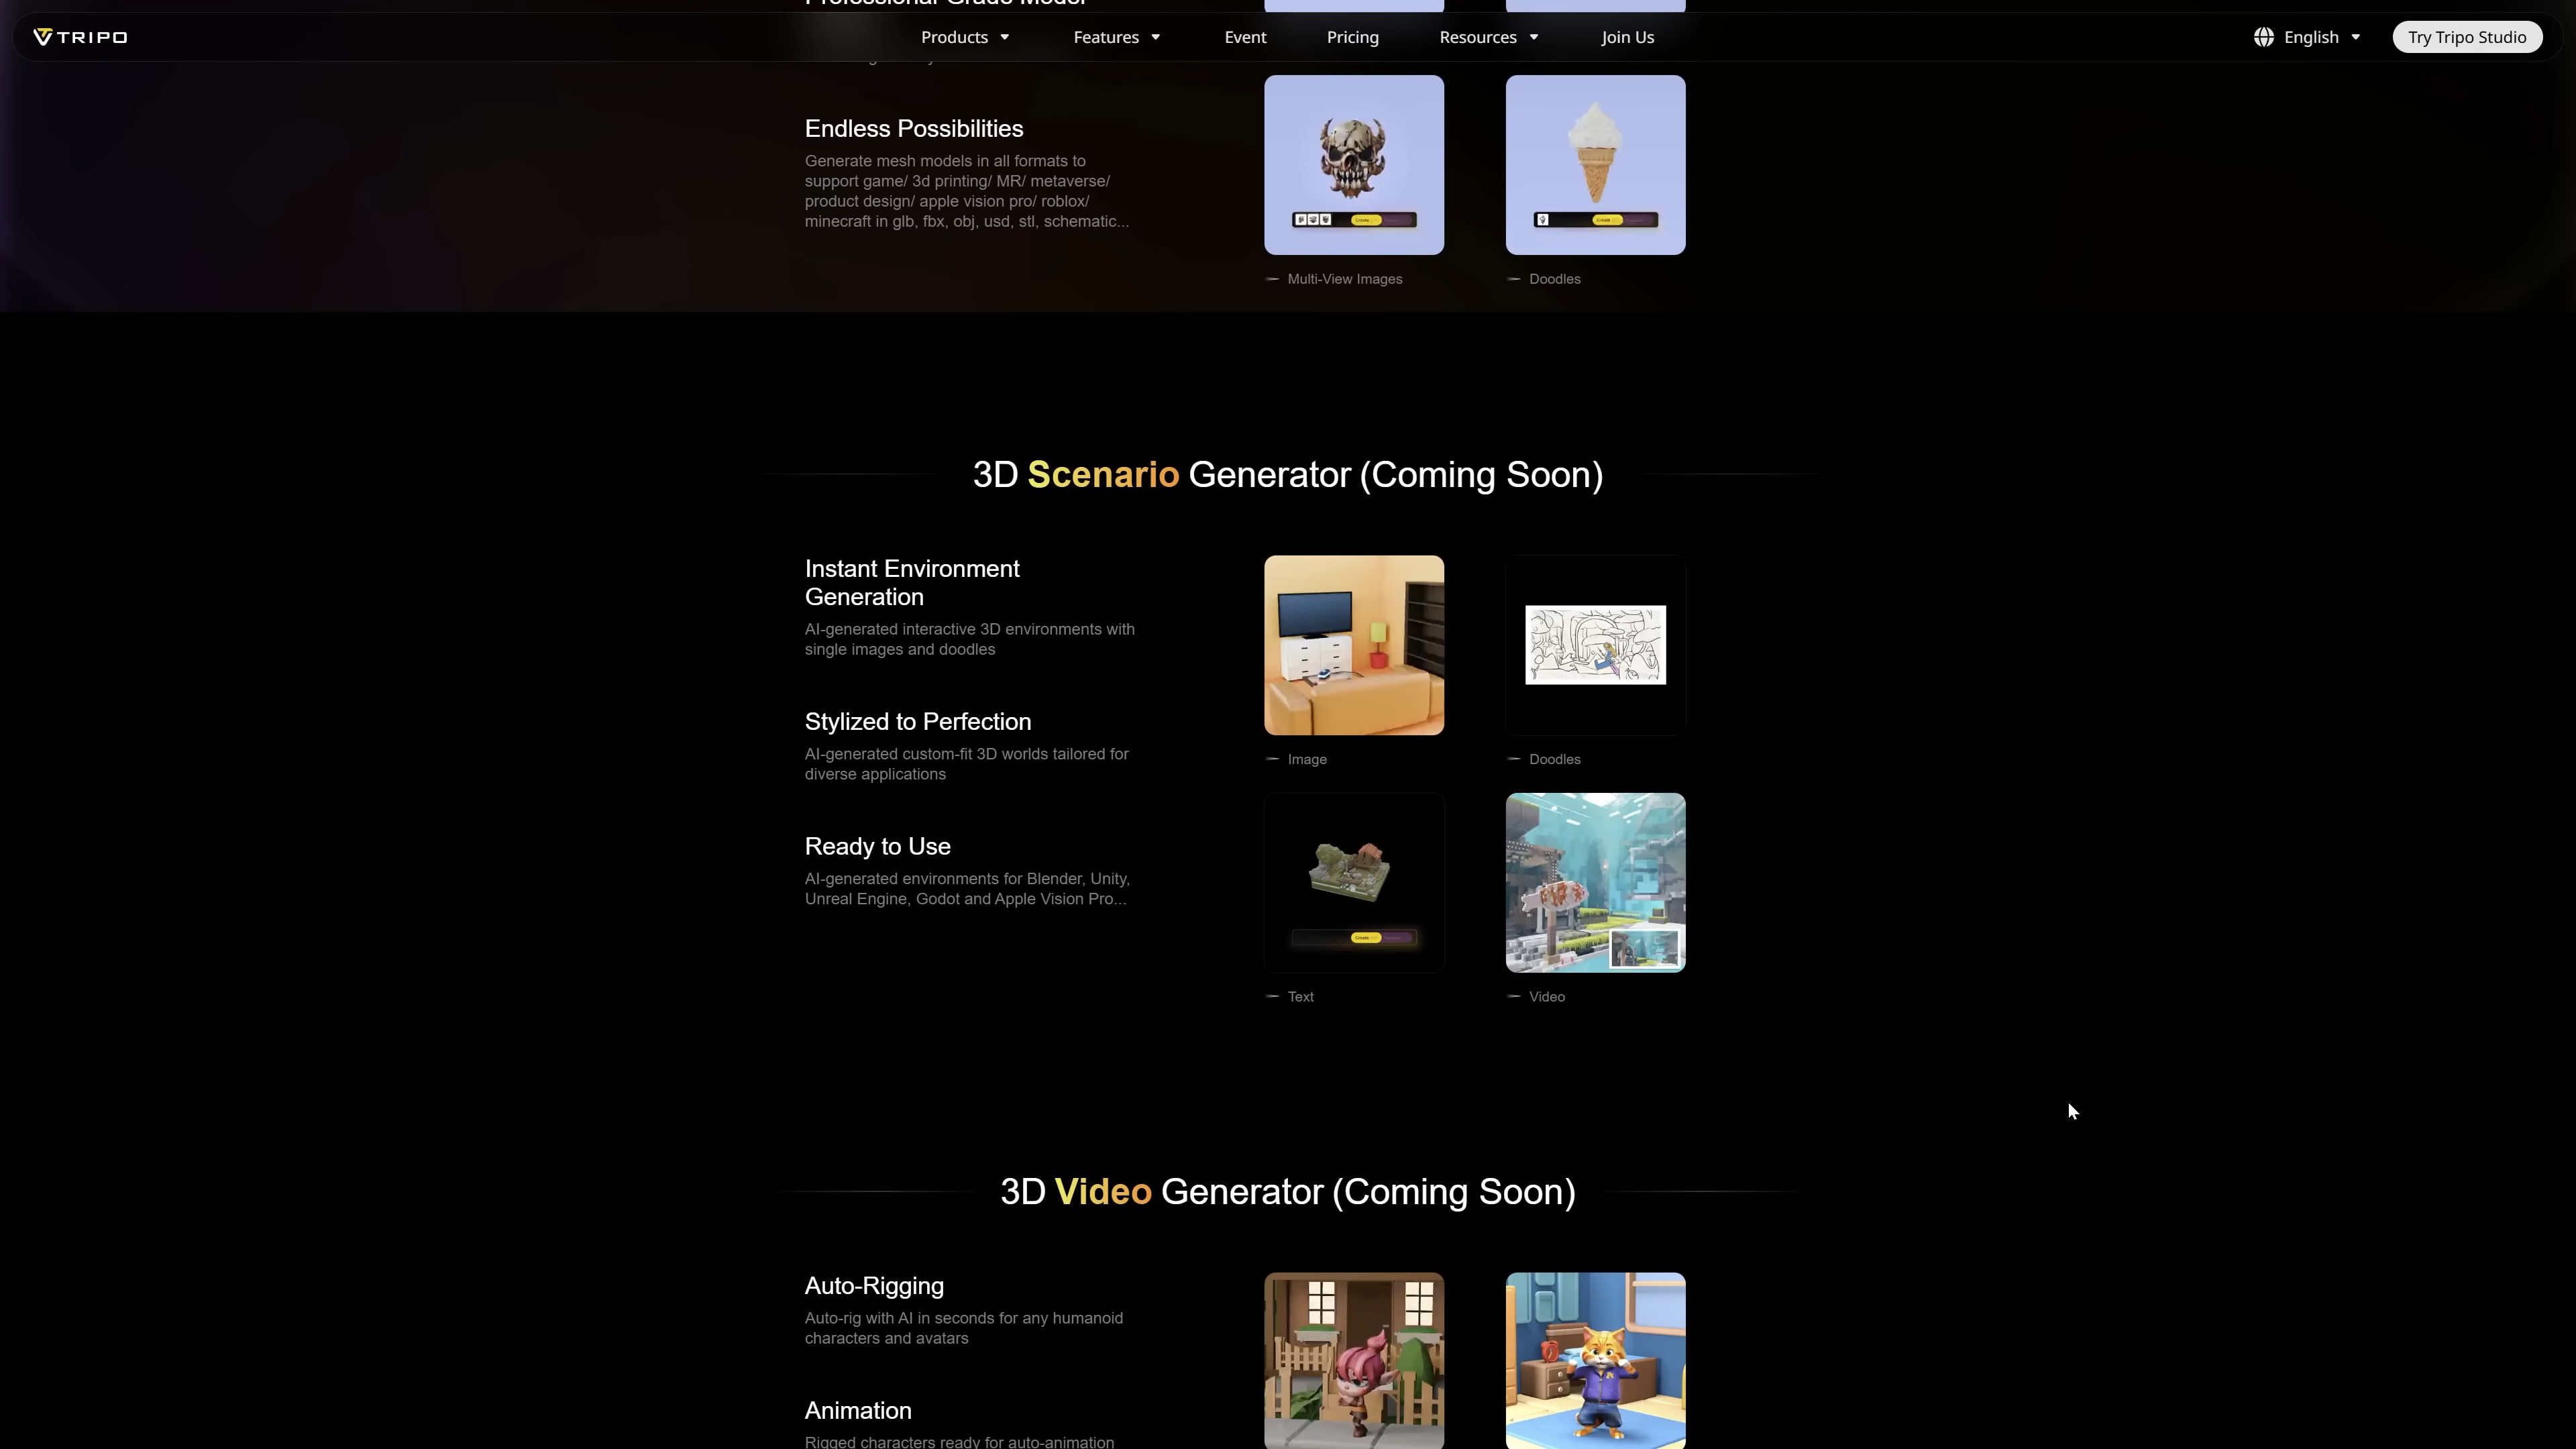 TRIPO
Products
Features
Event
Pricing
Resources
Join Us
English
Try Tripo Studio
Professional-Grade Model
Endless Possibilities
Generate mesh models in all formats to
support game/ 3d printing/ MR/ metaverse/
product design/ apple vision pro/ roblox/
minecraft in glb, fbx, obj, usd, stl, schematic...
Create
Create
Multi-View Images
Doodles
3D Scenario Generator (Coming Soon)
Instant Environment
Generation
AI-generated interactive 3D environments with
single images and doodles
Stylized to Perfection
AI-generated custom-fit 3D worlds tailored for
diverse applications
Ready to Use
AI-generated environments for Blender, Unity,
Unreal Engine, Godot and Apple Vision Pro...
Image
Doodles
Create
Text
Video
3D Video Generator (Coming Soon)
Auto-Rigging
Auto-rig with AI in seconds for any humanoid
characters and avatars
Animation
Rigged characters ready for auto-animation